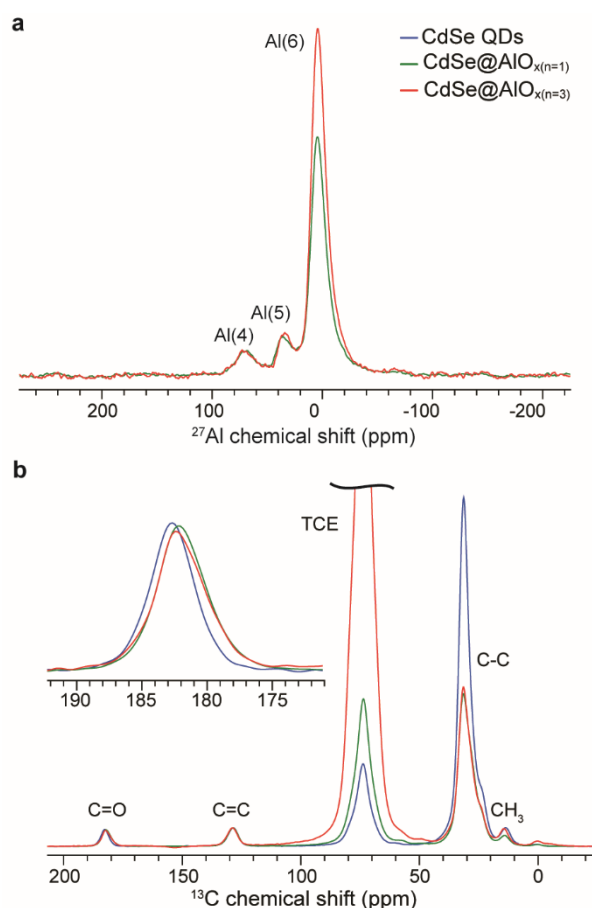 a
Al(6)
CdSe QDs
CdSe@AlOx(n=1)
CdSe@AlOx(n=3)
Al(5)
Al(4)
200 100 0 -100 -200
27Al chemical shift (ppm)
b
TCE
C-C
190 185 180 175
C=O
C=C
CH3
200 150 100 50 0
13C chemical shift (ppm)